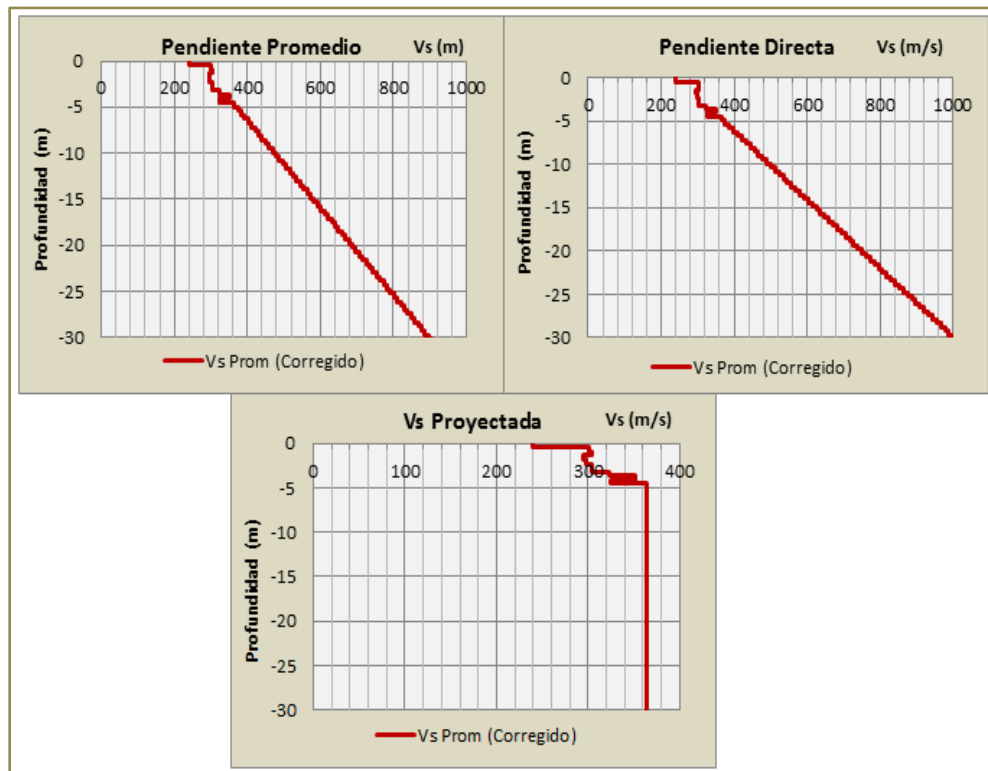 Pendiente Promedio Vs (m)
0
0 200 400 600 800 1000
-5
-10
-15
-20
-25
-30
Profundidad (m)
Vs Prom (Corregido)
Pendiente Directa Vs (m/s)
0
0 200 400 600 800 1000
-5
-10
-15
-20
-25
-30
Profundidad (m)
Vs Prom (Corregido)
Vs Proyectada Vs (m/s)
0
0 100 200 300 400
-5
-10
-15
-20
-25
-30
Profundidad (m)
Vs Prom (Corregido)